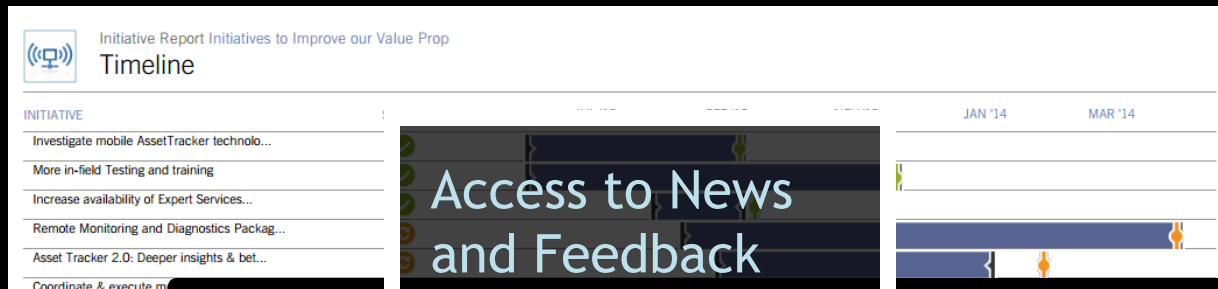 Initiative Report Initiatives to Improve our Value Prop
Timeline
INITIATIVE
JAN '14
MAR '14
Investigate mobile AssetTracker technolo...
More in-field Testing and training
Increase availability of Expert Services...
Remote Monitoring and Diagnostics Packag...
Asset Tracker 2.0: Deeper insights & bet...
Coordinate & execute
Access to News
and Feedback